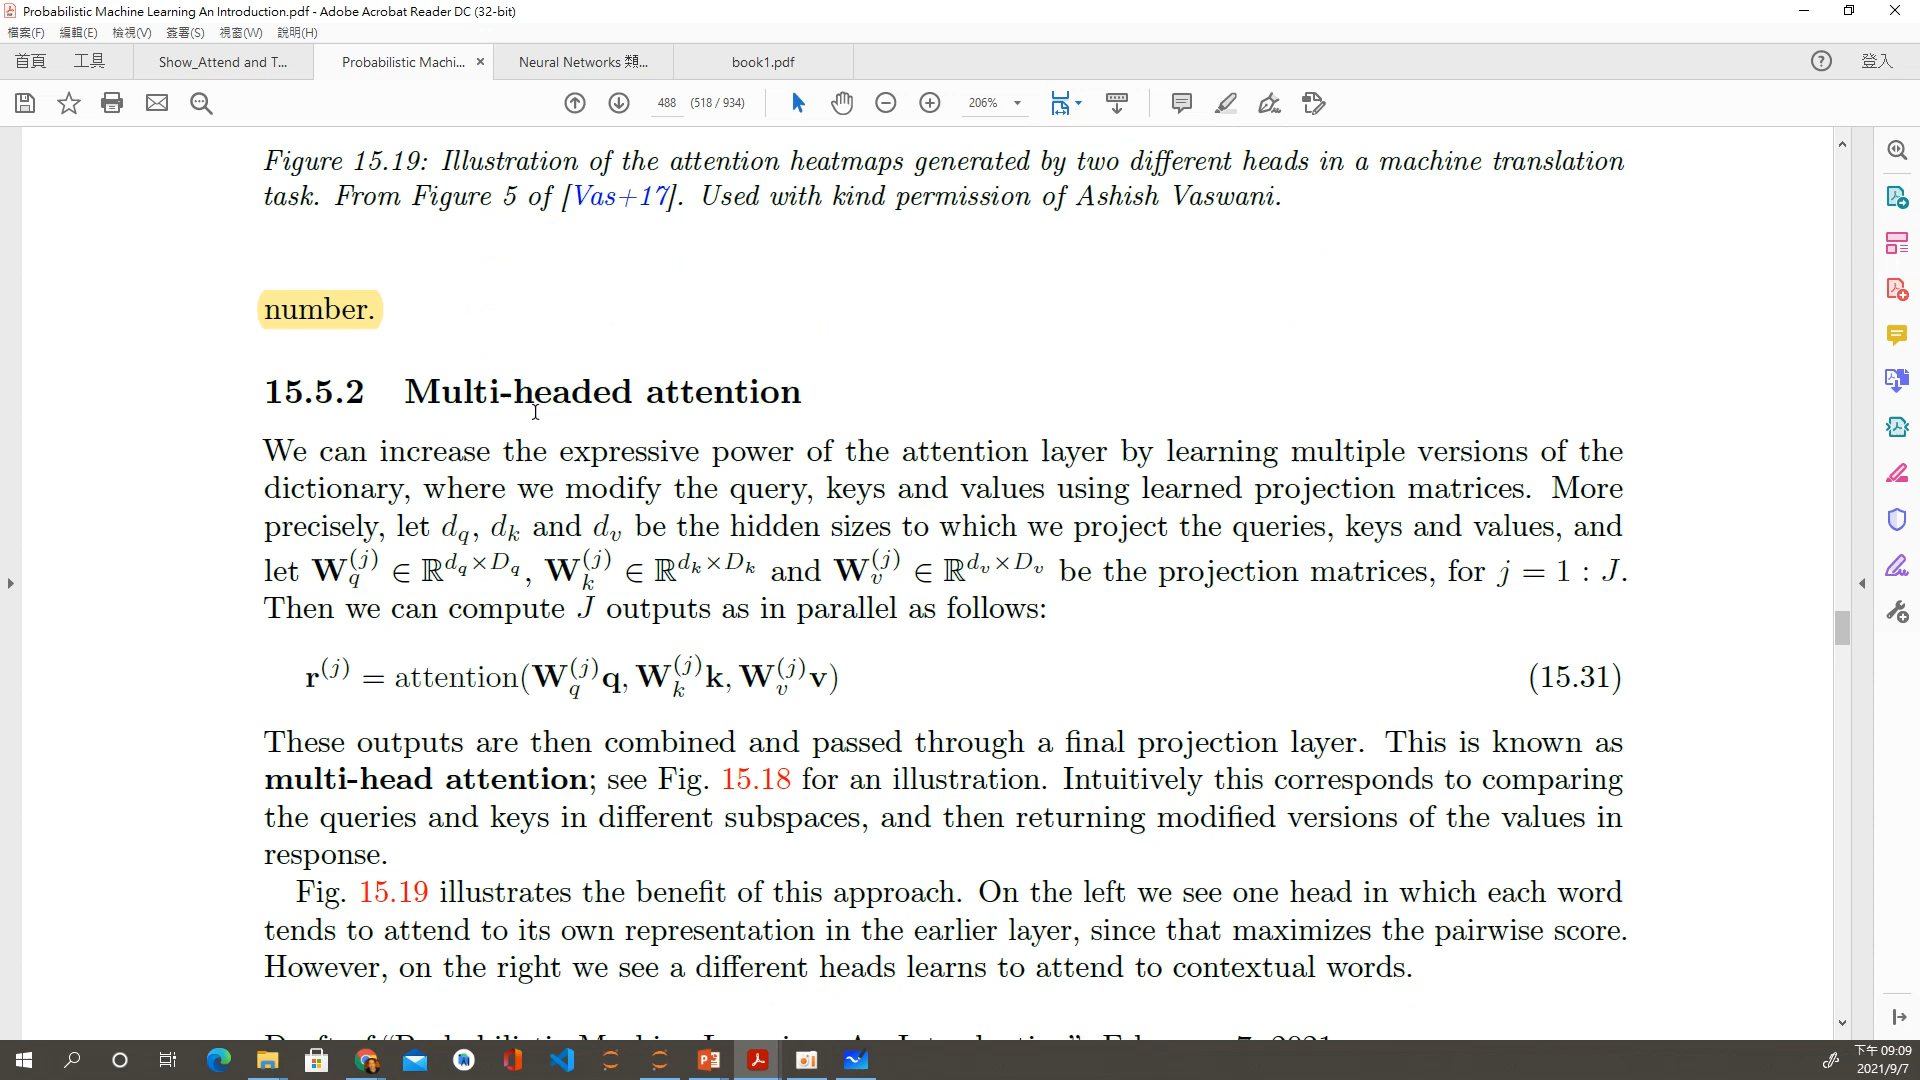 Probabilistic Machine Learning An Introduction.pdf - Adobe Acrobat Reader DC (32-bit)
檔案(F) 編輯(E) 檢視(V) 簽署(S) 視窗(W) 說明(H)
首頁 工具 Show_Attend and T... Probabilistic Machi... × Neural Networks 類... book1.pdf 登入
488 (518 / 934) 206%
Figure 15.19: Illustration of the attention heatmaps generated by two different heads in a machine translation
task. From Figure 5 of [Vas+17]. Used with kind permission of Ashish Vaswani.
number.
15.5.2 Multi-headed attention
We can increase the expressive power of the attention layer by learning multiple versions of the
dictionary, where we modify the query, keys and values using learned projection matrices. More
precisely, let d_q, d_k and d_v be the hidden sizes to which we project the queries, keys and values, and
let W_q^(j) ∈ ℝ^{d_q×D_q}, W_k^(j) ∈ ℝ^{d_k×D_k} and W_v^(j) ∈ ℝ^{d_v×D_v} be the projection matrices, for j = 1 : J.
Then we can compute J outputs as in parallel as follows:
r^(j) = attention(W_q^(j)q, W_k^(j)k, W_v^(j)v) (15.31)
These outputs are then combined and passed through a final projection layer. This is known as
multi-head attention; see Fig. 15.18 for an illustration. Intuitively this corresponds to comparing
the queries and keys in different subspaces, and then returning modified versions of the values in
response.
Fig. 15.19 illustrates the benefit of this approach. On the left we see one head in which each word
tends to attend to its own representation in the earlier layer, since that maximizes the pairwise score.
However, on the right we see a different heads learns to attend to contextual words.
Draft of "Probabilistic Machine Learning: An Introduction". February 7, 2021
下午 09:09
2021/9/7